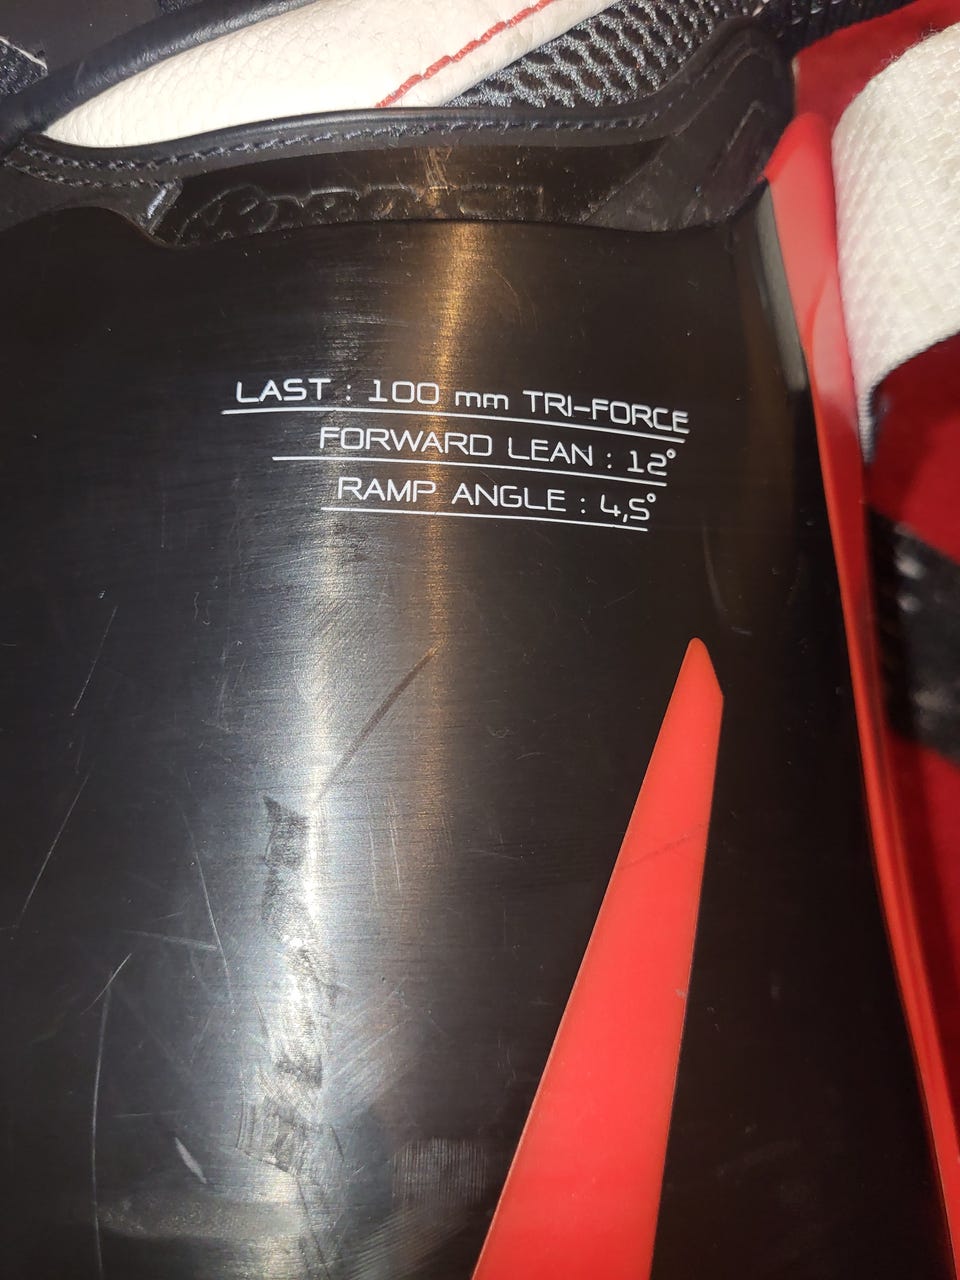 LAST : 100 mm TRI-FORCE
FORWARD LEAN : 12°
RAMP ANGLE : 4,5°